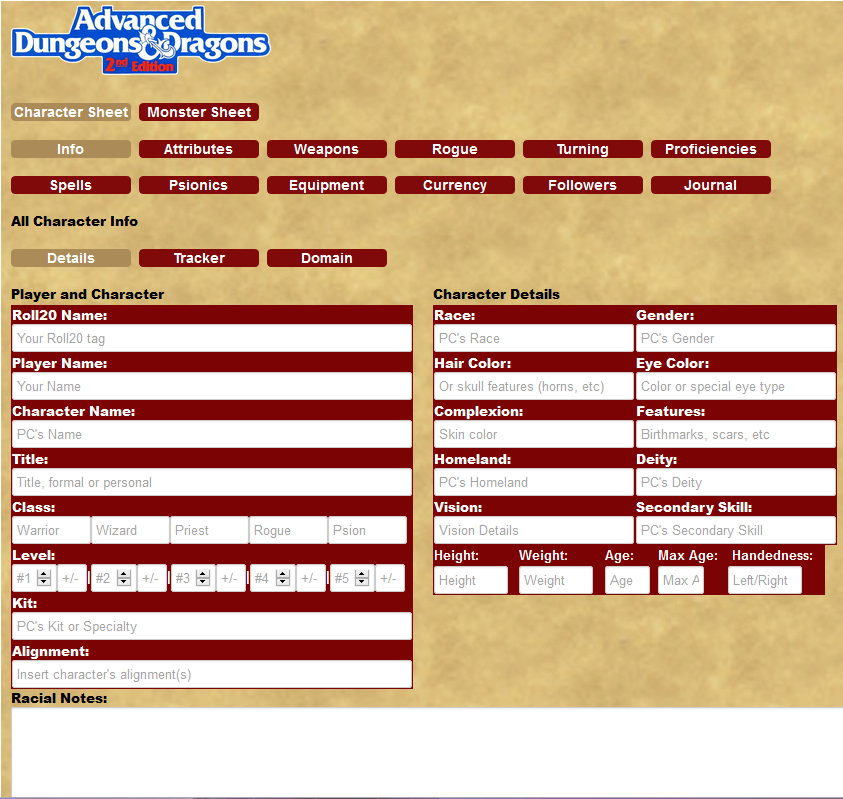 Advanced
Dungeons & Dragons
2nd Edition
Character Sheet Monster Sheet
Info Attributes Weapons Rogue Turning Proficiencies
Spells Psionics Equipment Currency Followers Journal
All Character Info
Details Tracker Domain
Player and Character
Roll20 Name:
Your Roll20 tag
Player Name:
Your Name
Character Name:
PC's Name
Title:
Title, formal or personal
Class:
Warrior Wizard Priest Rogue Psion
Level:
#1 +/- | #2 +/- | #3 +/- | #4 +/- | #5 +/-
Kit:
PC's Kit or Specialty
Alignment:
Insert character's alignment(s)
Character Details
Race: Gender:
PC's Race PC's Gender
Hair Color: Eye Color:
Or skull features (horns, etc) Color or special eye type
Complexion: Features:
Skin color Birthmarks, scars, etc
Homeland: Deity:
PC's Homeland PC's Deity
Vision: Secondary Skill:
Vision Details PC's Secondary Skill
Height: Weight: Age: Max Age: Handedness:
Height Weight Age Max A Left/Right
Racial Notes: